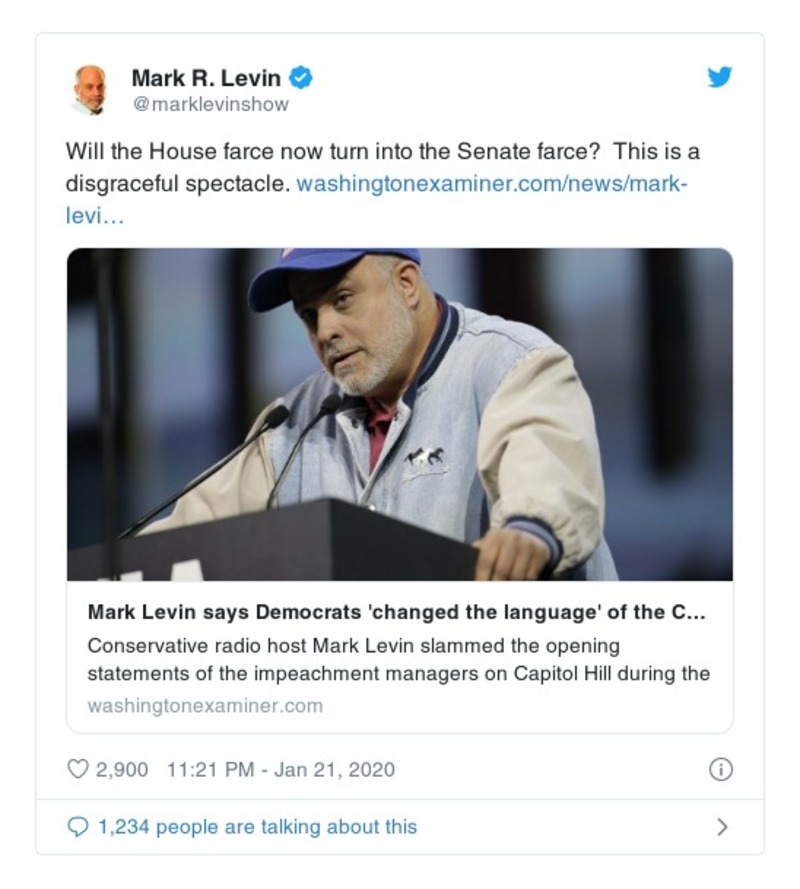 Mark R. Levin
@marklevinshow
Will the House farce now turn into the Senate farce?  This is a
disgraceful spectacle. washingtonexaminer.com/news/mark-
levi…
Mark Levin says Democrats 'changed the language' of the C...
Conservative radio host Mark Levin slammed the opening
statements of the impeachment managers on Capitol Hill during the
washingtonexaminer.com
2,900 11:21 PM - Jan 21, 2020
1,234 people are talking about this